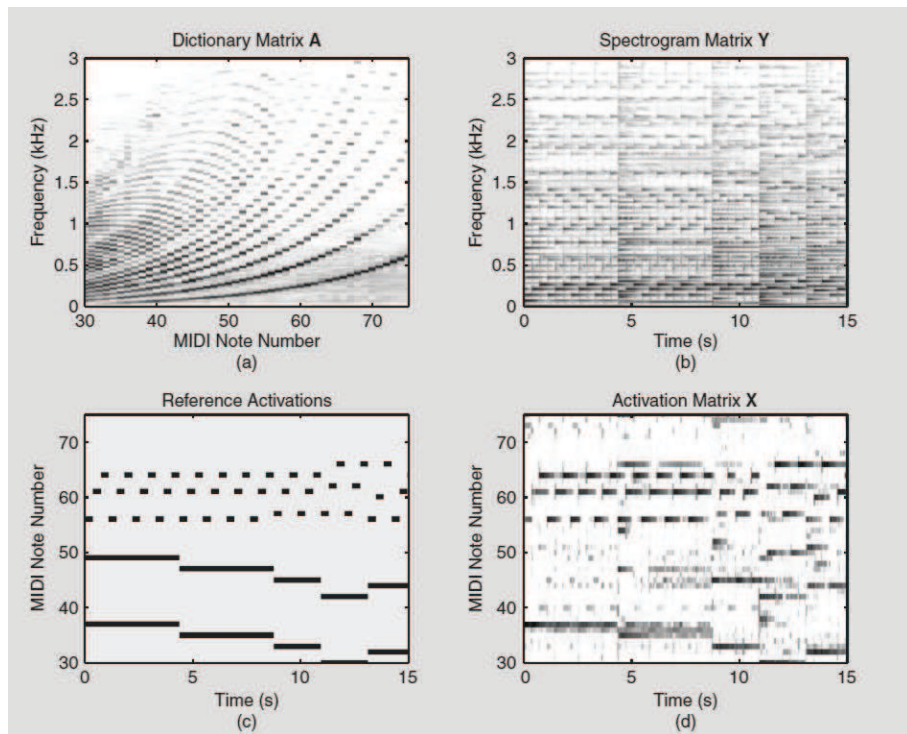 Dictionary Matrix A
Frequency (kHz)
3
2.5
2
1.5
1
0.5
0
30 40 50 60 70
MIDI Note Number
(a)
Spectrogram Matrix Y
Frequency (kHz)
3
2.5
2
1.5
1
0.5
0
0 5 10 15
Time (s)
(b)
Reference Activations
MIDI Note Number
70
60
50
40
30
0 5 10 15
Time (s)
(c)
Activation Matrix X
MIDI Note Number
70
60
50
40
30
0 5 10 15
Time (s)
(d)